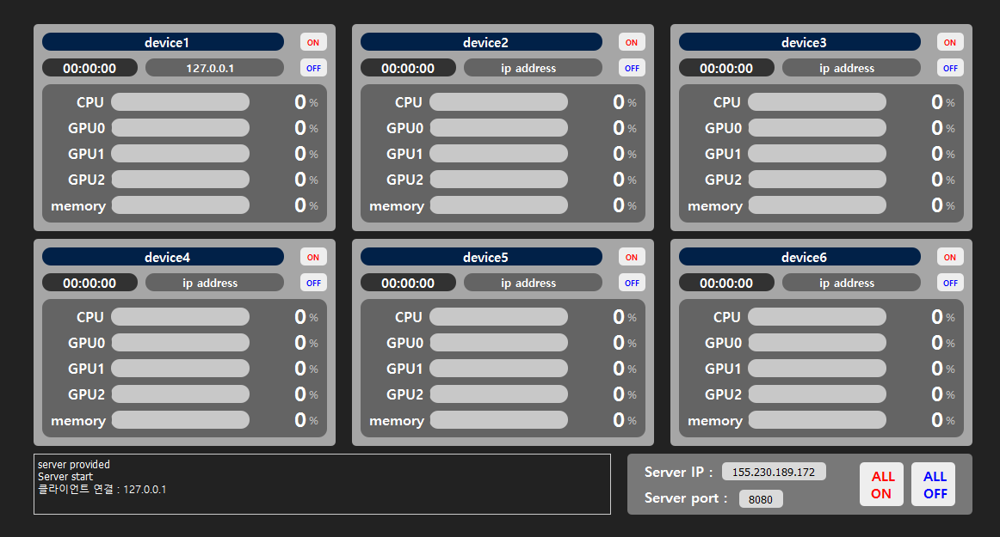 device1 ON
00:00:00 127.0.0.1 OFF
CPU 0 %
GPU0 0 %
GPU1 0 %
GPU2 0 %
memory 0 %
device2 ON
00:00:00 ip address OFF
CPU 0 %
GPU0 0 %
GPU1 0 %
GPU2 0 %
memory 0 %
device3 ON
00:00:00 ip address OFF
CPU 0 %
GPU0 0 %
GPU1 0 %
GPU2 0 %
memory 0 %
device4 ON
00:00:00 ip address OFF
CPU 0 %
GPU0 0 %
GPU1 0 %
GPU2 0 %
memory 0 %
device5 ON
00:00:00 ip address OFF
CPU 0 %
GPU0 0 %
GPU1 0 %
GPU2 0 %
memory 0 %
device6 ON
00:00:00 ip address OFF
CPU 0 %
GPU0 0 %
GPU1 0 %
GPU2 0 %
memory 0 %
server provided
Server start
클라이언트 연결 : 127.0.0.1
Server IP : 155.230.189.172
Server port : 8080
ALL
ON
ALL
OFF